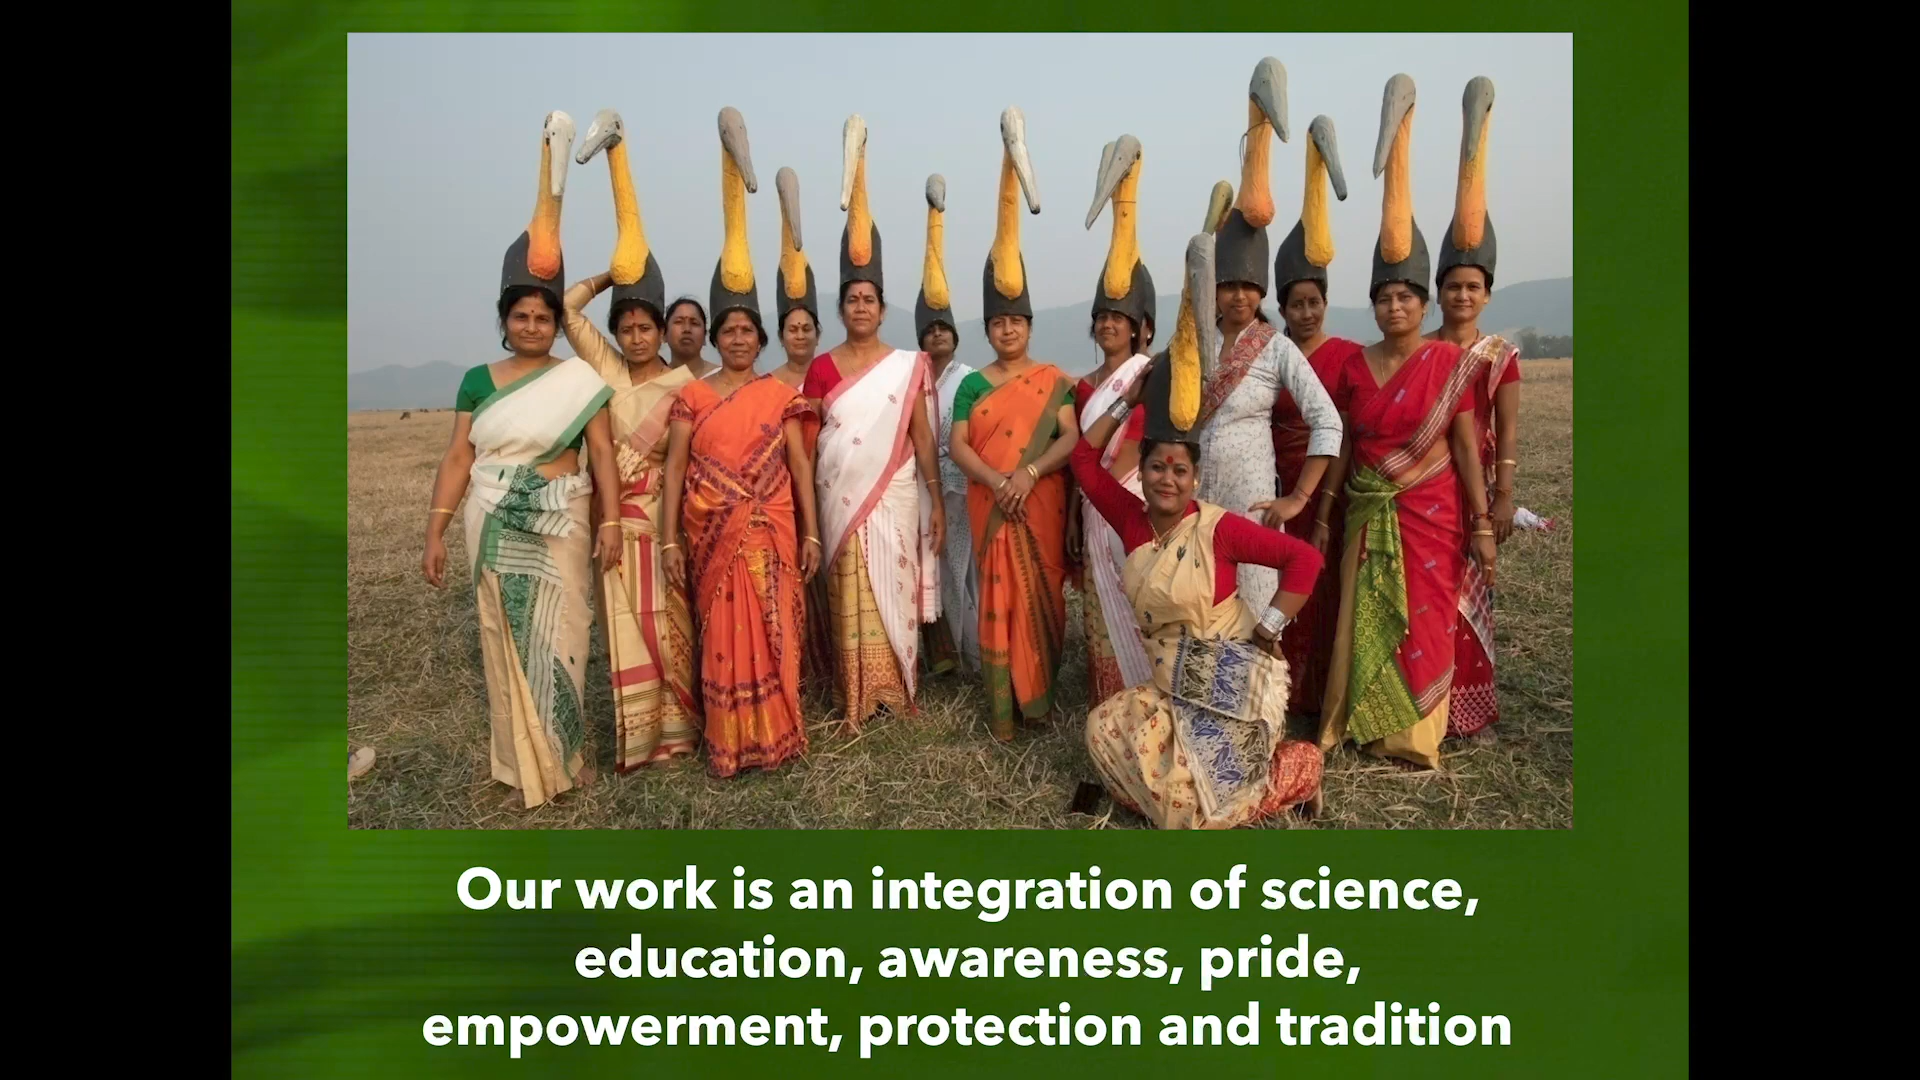 Our work is an integration of science,
education, awareness, pride,
empowerment, protection and tradition